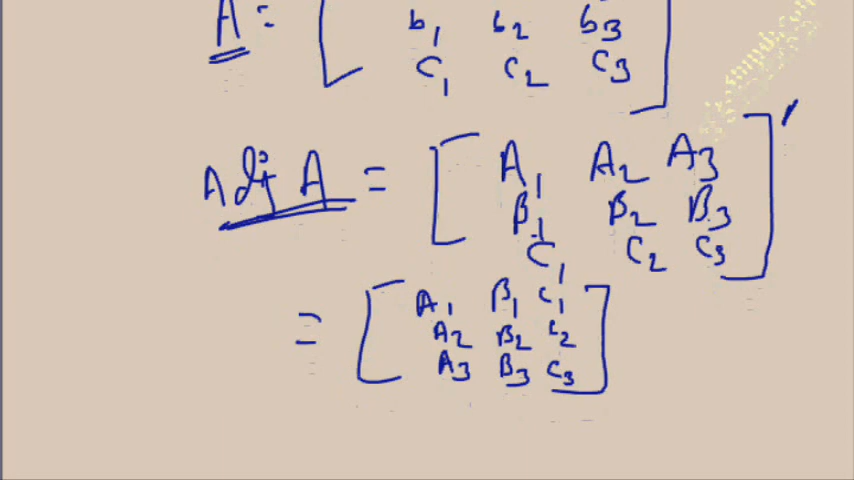 b1 b2 b3
A = [ c1 c2 c3 ]
Adj A = [ A1 A2 A3
B1 B2 B3
C1 C2 C3 ]'
= [ A1 B1 C1
A2 B2 C2
A3 B3 C3 ]